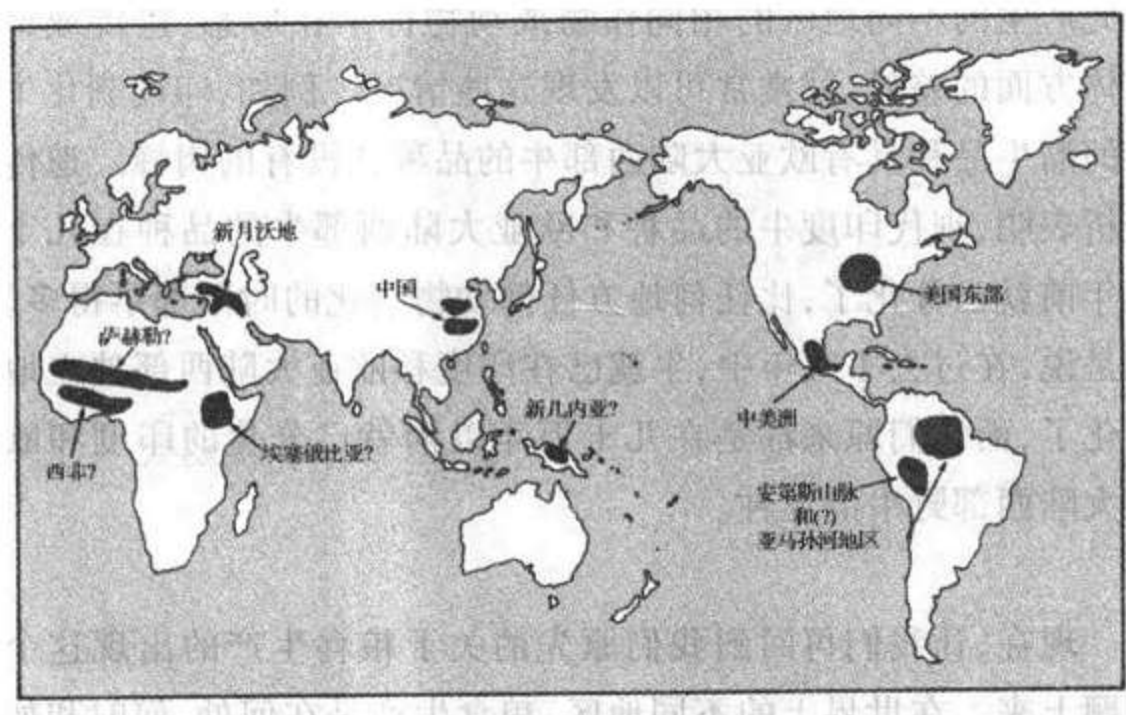 新月沃地
中国
美国东部
萨赫勒?
新几内亚?
中美洲
西非?
埃塞俄比亚?
安第斯山脉
和(?)
亚马孙河地区